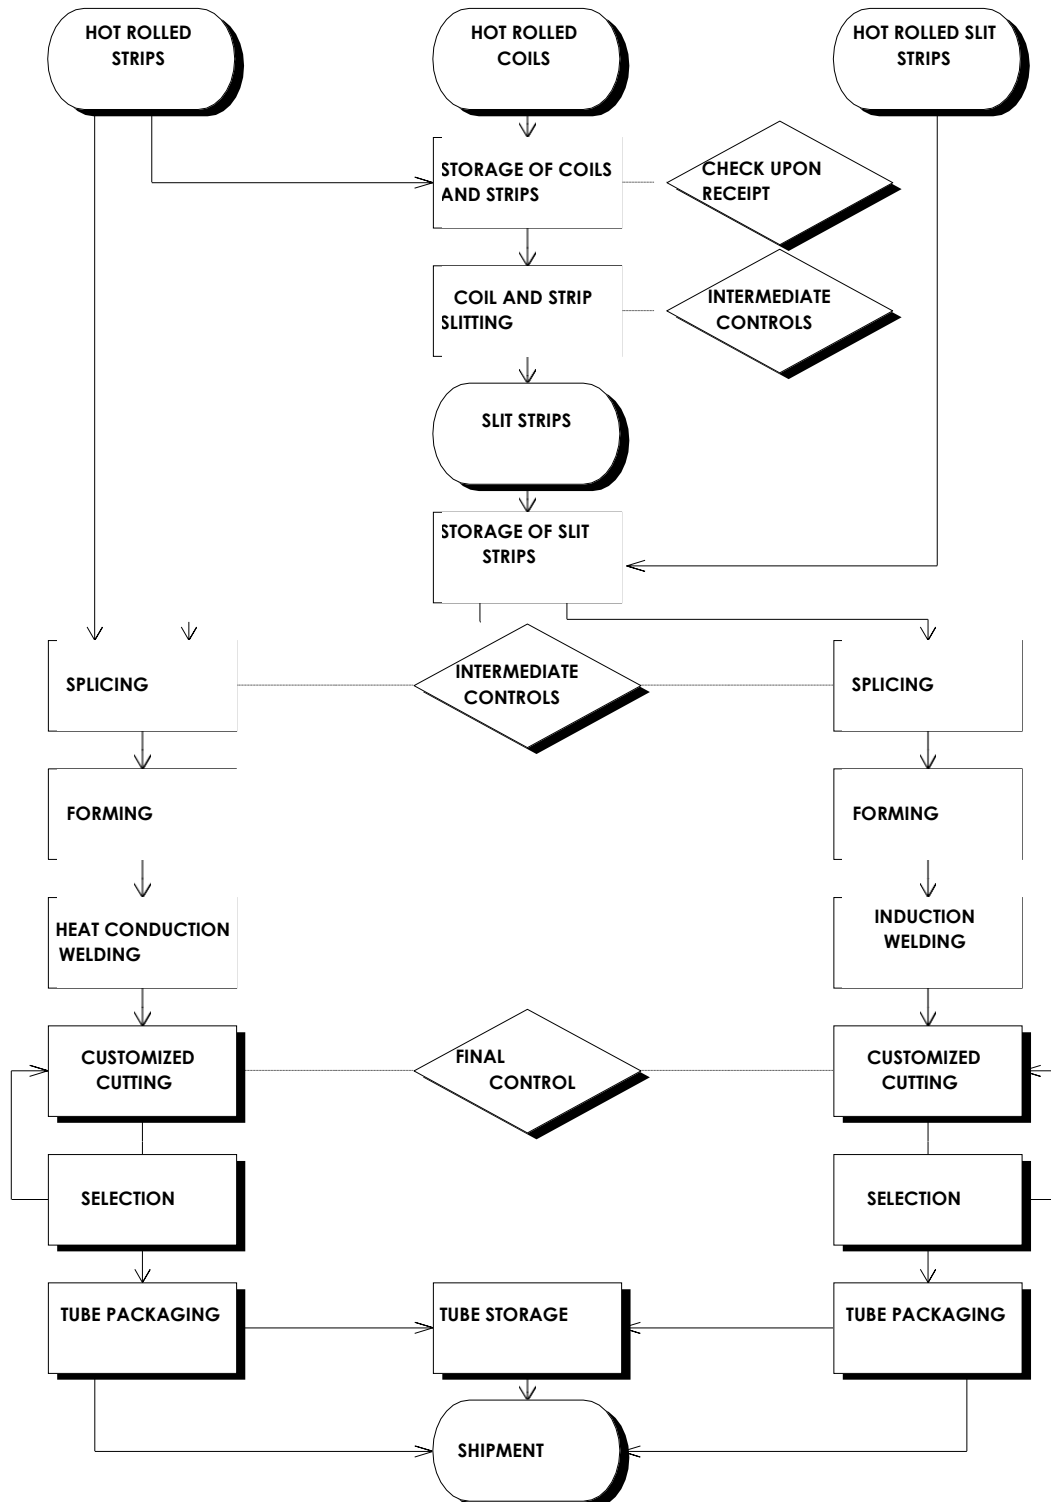 HOT ROLLED
STRIPS
HOT ROLLED
COILS
HOT ROLLED SLIT
STRIPS
STORAGE OF COILS
AND STRIPS
CHECK UPON
RECEIPT
COIL AND STRIP
SLITTING
INTERMEDIATE
CONTROLS
SLIT STRIPS
STORAGE OF SLIT
STRIPS
SPLICING
INTERMEDIATE
CONTROLS
SPLICING
FORMING
FORMING
HEAT CONDUCTION
WELDING
INDUCTION
WELDING
CUSTOMIZED
CUTTING
FINAL
CONTROL
CUSTOMIZED
CUTTING
SELECTION
SELECTION
TUBE PACKAGING
TUBE STORAGE
TUBE PACKAGING
SHIPMENT